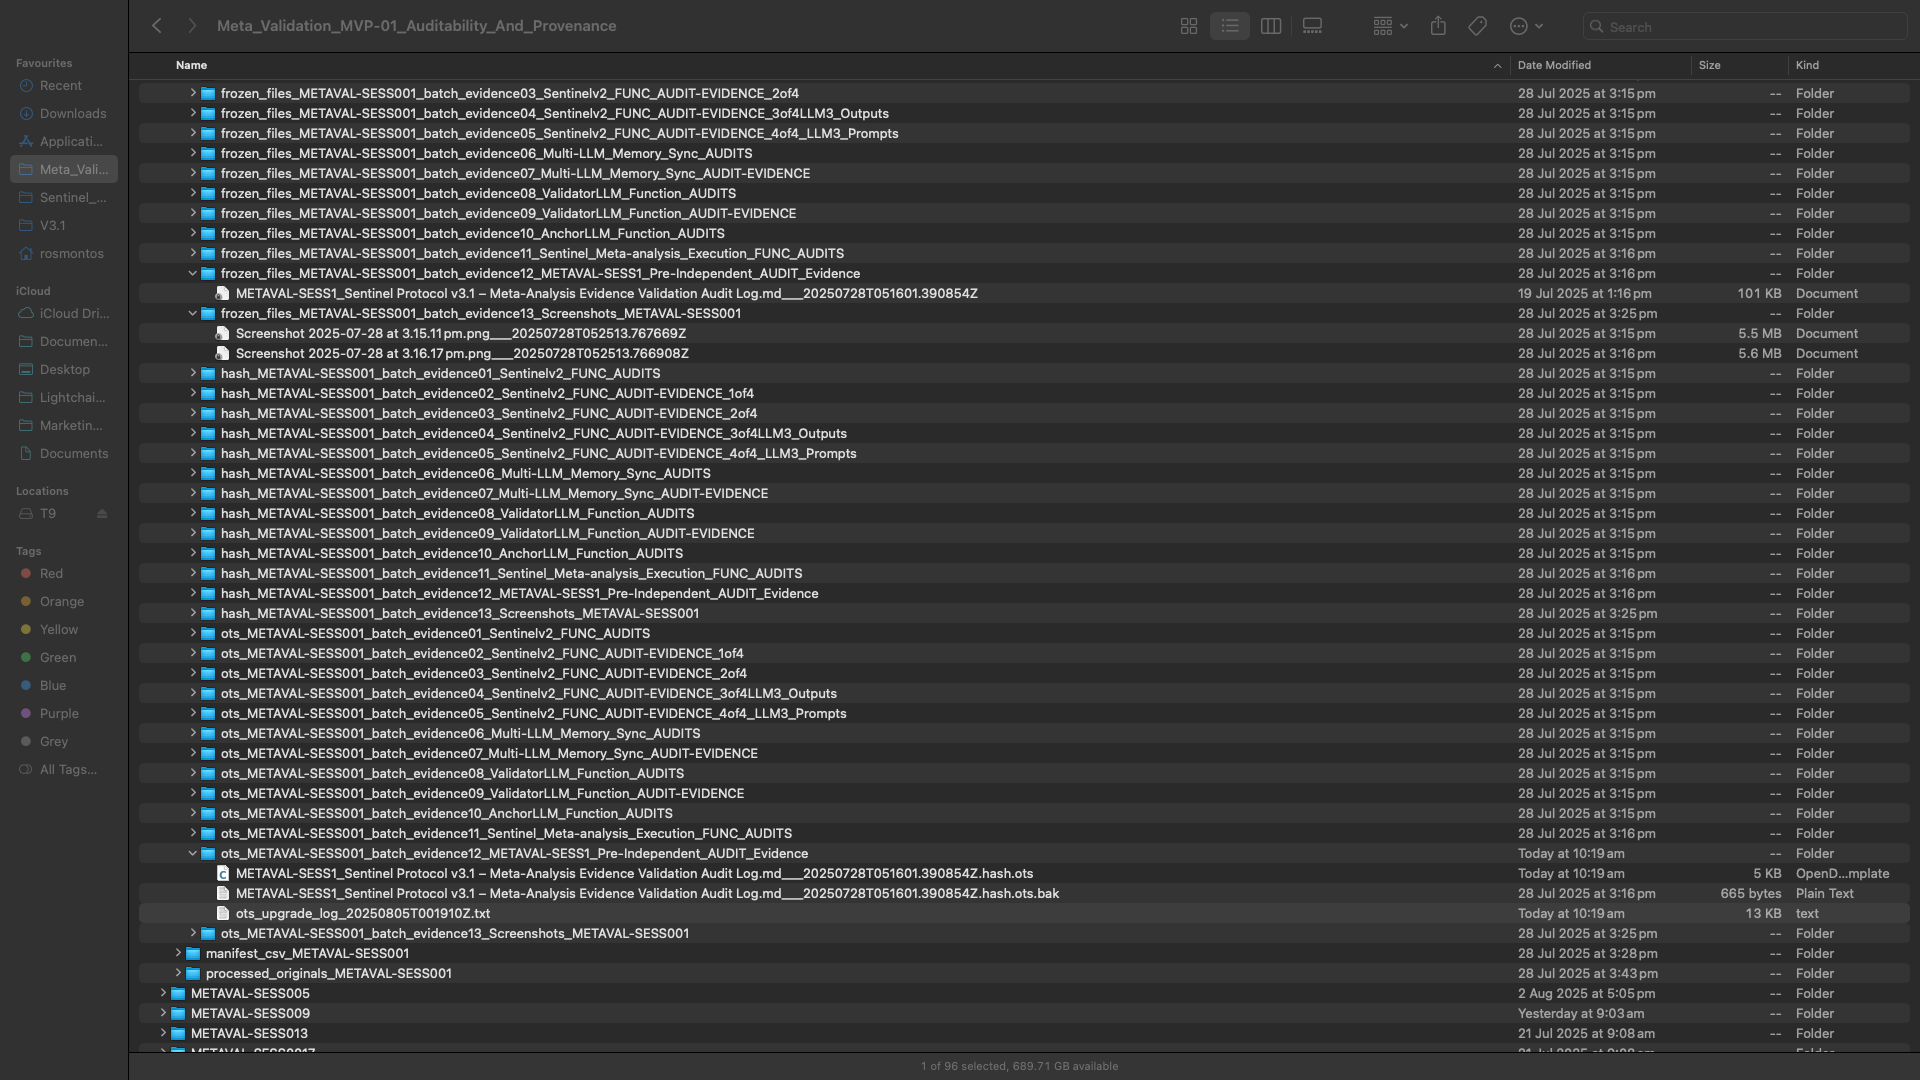 Meta_Validation_MVP-01_Auditability_And_Provenance
Search
Favourites
Recent
Downloads
Applicati...
Meta_Vali...
Sentinel_...
V3.1
rosmontos
iCloud
iCloud Dri...
Documen...
Desktop
Lightchai...
Marketin...
Documents
Locations
T9
Tags
Red
Orange
Yellow
Green
Blue
Purple
Grey
All Tags...
Name Date Modified Size Kind
frozen_files_METAVAL-SESS001_batch_evidence03_Sentinelv2_FUNC_AUDIT-EVIDENCE_2of4 28 Jul 2025 at 3:15 pm -- Folder
frozen_files_METAVAL-SESS001_batch_evidence04_Sentinelv2_FUNC_AUDIT-EVIDENCE_3of4LLM3_Outputs 28 Jul 2025 at 3:15 pm -- Folder
frozen_files_METAVAL-SESS001_batch_evidence05_Sentinelv2_FUNC_AUDIT-EVIDENCE_4of4_LLM3_Prompts 28 Jul 2025 at 3:15 pm -- Folder
frozen_files_METAVAL-SESS001_batch_evidence06_Multi-LLM_Memory_Sync_AUDITS 28 Jul 2025 at 3:15 pm -- Folder
frozen_files_METAVAL-SESS001_batch_evidence07_Multi-LLM_Memory_Sync_AUDIT-EVIDENCE 28 Jul 2025 at 3:15 pm -- Folder
frozen_files_METAVAL-SESS001_batch_evidence08_ValidatorLLM_Function_AUDITS 28 Jul 2025 at 3:15 pm -- Folder
frozen_files_METAVAL-SESS001_batch_evidence09_ValidatorLLM_Function_AUDIT-EVIDENCE 28 Jul 2025 at 3:15 pm -- Folder
frozen_files_METAVAL-SESS001_batch_evidence10_AnchorLLM_Function_AUDITS 28 Jul 2025 at 3:15 pm -- Folder
frozen_files_METAVAL-SESS001_batch_evidence11_Sentinel_Meta-analysis_Execution_FUNC_AUDITS 28 Jul 2025 at 3:16 pm -- Folder
frozen_files_METAVAL-SESS001_batch_evidence12_METAVAL-SESS1_Pre-Independent_AUDIT_Evidence 28 Jul 2025 at 3:16 pm -- Folder
METAVAL-SESS1_Sentinel Protocol v3.1 – Meta-Analysis Evidence Validation Audit Log.md___20250728T051601.390854Z 19 Jul 2025 at 1:16 pm 101 KB Document
frozen_files_METAVAL-SESS001_batch_evidence13_Screenshots_METAVAL-SESS001 28 Jul 2025 at 3:25 pm -- Folder
Screenshot 2025-07-28 at 3.15.11 pm.png___20250728T052513.767669Z 28 Jul 2025 at 3:15 pm 5.5 MB Document
Screenshot 2025-07-28 at 3.16.17 pm.png___20250728T052513.766908Z 28 Jul 2025 at 3:16 pm 5.6 MB Document
hash_METAVAL-SESS001_batch_evidence01_Sentinelv2_FUNC_AUDITS 28 Jul 2025 at 3:15 pm -- Folder
hash_METAVAL-SESS001_batch_evidence02_Sentinelv2_FUNC_AUDIT-EVIDENCE_1of4 28 Jul 2025 at 3:15 pm -- Folder
hash_METAVAL-SESS001_batch_evidence03_Sentinelv2_FUNC_AUDIT-EVIDENCE_2of4 28 Jul 2025 at 3:15 pm -- Folder
hash_METAVAL-SESS001_batch_evidence04_Sentinelv2_FUNC_AUDIT-EVIDENCE_3of4LLM3_Outputs 28 Jul 2025 at 3:15 pm -- Folder
hash_METAVAL-SESS001_batch_evidence05_Sentinelv2_FUNC_AUDIT-EVIDENCE_4of4_LLM3_Prompts 28 Jul 2025 at 3:15 pm -- Folder
hash_METAVAL-SESS001_batch_evidence06_Multi-LLM_Memory_Sync_AUDITS 28 Jul 2025 at 3:15 pm -- Folder
hash_METAVAL-SESS001_batch_evidence07_Multi-LLM_Memory_Sync_AUDIT-EVIDENCE 28 Jul 2025 at 3:15 pm -- Folder
hash_METAVAL-SESS001_batch_evidence08_ValidatorLLM_Function_AUDITS 28 Jul 2025 at 3:15 pm -- Folder
hash_METAVAL-SESS001_batch_evidence09_ValidatorLLM_Function_AUDIT-EVIDENCE 28 Jul 2025 at 3:15 pm -- Folder
hash_METAVAL-SESS001_batch_evidence10_AnchorLLM_Function_AUDITS 28 Jul 2025 at 3:15 pm -- Folder
hash_METAVAL-SESS001_batch_evidence11_Sentinel_Meta-analysis_Execution_FUNC_AUDITS 28 Jul 2025 at 3:16 pm -- Folder
hash_METAVAL-SESS001_batch_evidence12_METAVAL-SESS1_Pre-Independent_AUDIT_Evidence 28 Jul 2025 at 3:16 pm -- Folder
hash_METAVAL-SESS001_batch_evidence13_Screenshots_METAVAL-SESS001 28 Jul 2025 at 3:25 pm -- Folder
ots_METAVAL-SESS001_batch_evidence01_Sentinelv2_FUNC_AUDITS 28 Jul 2025 at 3:15 pm -- Folder
ots_METAVAL-SESS001_batch_evidence02_Sentinelv2_FUNC_AUDIT-EVIDENCE_1of4 28 Jul 2025 at 3:15 pm -- Folder
ots_METAVAL-SESS001_batch_evidence03_Sentinelv2_FUNC_AUDIT-EVIDENCE_2of4 28 Jul 2025 at 3:15 pm -- Folder
ots_METAVAL-SESS001_batch_evidence04_Sentinelv2_FUNC_AUDIT-EVIDENCE_3of4LLM3_Outputs 28 Jul 2025 at 3:15 pm -- Folder
ots_METAVAL-SESS001_batch_evidence05_Sentinelv2_FUNC_AUDIT-EVIDENCE_4of4_LLM3_Prompts 28 Jul 2025 at 3:15 pm -- Folder
ots_METAVAL-SESS001_batch_evidence06_Multi-LLM_Memory_Sync_AUDITS 28 Jul 2025 at 3:15 pm -- Folder
ots_METAVAL-SESS001_batch_evidence07_Multi-LLM_Memory_Sync_AUDIT-EVIDENCE 28 Jul 2025 at 3:15 pm -- Folder
ots_METAVAL-SESS001_batch_evidence08_ValidatorLLM_Function_AUDITS 28 Jul 2025 at 3:15 pm -- Folder
ots_METAVAL-SESS001_batch_evidence09_ValidatorLLM_Function_AUDIT-EVIDENCE 28 Jul 2025 at 3:15 pm -- Folder
ots_METAVAL-SESS001_batch_evidence10_AnchorLLM_Function_AUDITS 28 Jul 2025 at 3:15 pm -- Folder
ots_METAVAL-SESS001_batch_evidence11_Sentinel_Meta-analysis_Execution_FUNC_AUDITS 28 Jul 2025 at 3:16 pm -- Folder
ots_METAVAL-SESS001_batch_evidence12_METAVAL-SESS1_Pre-Independent_AUDIT_Evidence Today at 10:19 am -- Folder
METAVAL-SESS1_Sentinel Protocol v3.1 – Meta-Analysis Evidence Validation Audit Log.md___20250728T051601.390854Z.hash.ots Today at 10:19 am 5 KB OpenD...mplate
METAVAL-SESS1_Sentinel Protocol v3.1 – Meta-Analysis Evidence Validation Audit Log.md___20250728T051601.390854Z.hash.ots.bak 28 Jul 2025 at 3:16 pm 665 bytes Plain Text
ots_upgrade_log_20250805T001910Z.txt Today at 10:19 am 13 KB text
ots_METAVAL-SESS001_batch_evidence13_Screenshots_METAVAL-SESS001 28 Jul 2025 at 3:25 pm -- Folder
manifest_csv_METAVAL-SESS001 28 Jul 2025 at 3:28 pm -- Folder
processed_originals_METAVAL-SESS001 28 Jul 2025 at 3:43 pm -- Folder
METAVAL-SESS005 2 Aug 2025 at 5:05 pm -- Folder
METAVAL-SESS009 Yesterday at 9:03 am -- Folder
METAVAL-SESS013 21 Jul 2025 at 9:08 am -- Folder
1 of 96 selected, 689.71 GB available